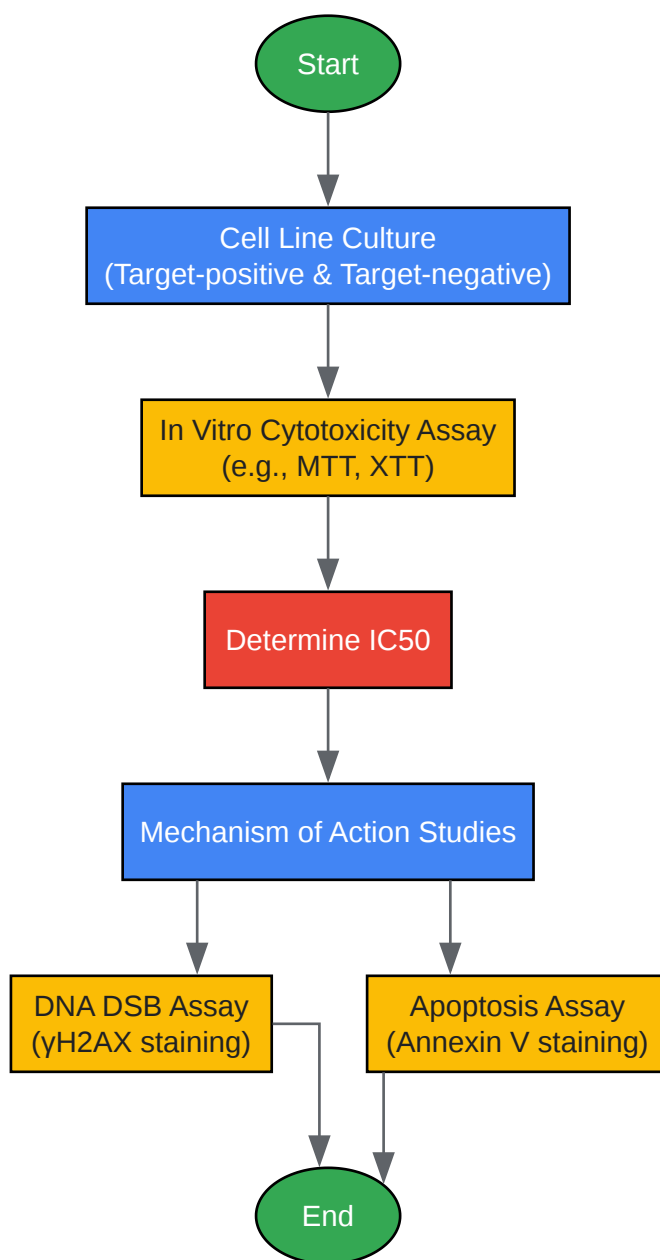 Start
Cell Line Culture
(Target-positive & Target-negative)
In Vitro Cytotoxicity Assay
(e.g., MTT, XTT)
Determine IC50
Mechanism of Action Studies
DNA DSB Assay
(γH2AX staining)
Apoptosis Assay
(Annexin V staining)
End